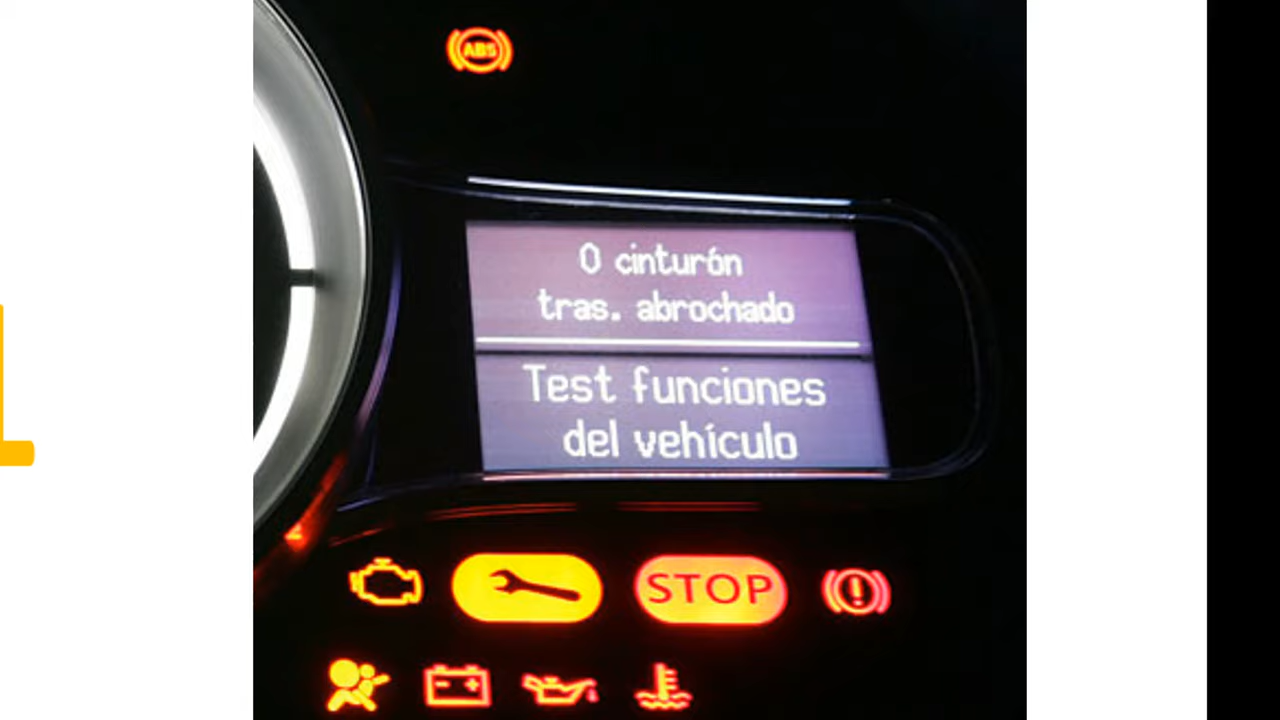 ABS
0 cinturón
tras. abrochado
Test funciones
del vehículo
STOP